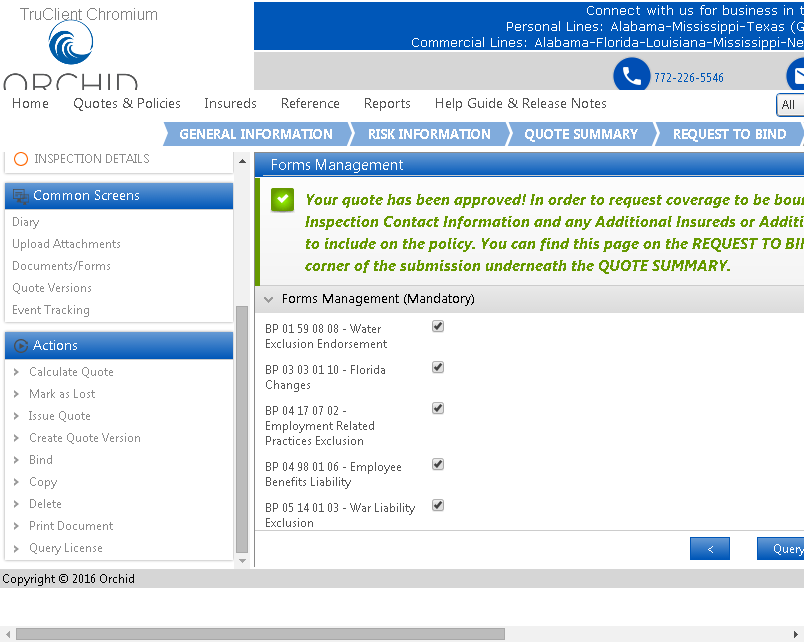 TruClient Chromium
ORCHID
Connect with us for business in
Personal Lines: Alabama-Mississippi-Texas
Commercial Lines: Alabama-Florida-Louisiana-Mississippi-
772-226-5546
Home Quotes & Policies Insureds Reference Reports Help Guide & Release Notes
All
GENERAL INFORMATION RISK INFORMATION QUOTE SUMMARY REQUEST TO BIND
INSPECTION DETAILS
Common Screens
Diary
Upload Attachments
Documents/Forms
Quote Versions
Event Tracking
Actions
Calculate Quote
Mark as Lost
Issue Quote
Create Quote Version
Bind
Copy
Delete
Print Document
Query License
Forms Management
Your quote has been approved! In order to request coverage to be
Inspection Contact Information and any Additional Insureds or
to include on the policy. You can find this page on the REQUEST TO
corner of the submission underneath the QUOTE SUMMARY.
Forms Management (Mandatory)
BP 01 59 08 08 - Water
Exclusion Endorsement
BP 03 03 01 10 - Florida
Changes
BP 04 17 07 02 -
Employment Related
Practices Exclusion
BP 04 98 01 06 - Employee
Benefits Liability
BP 05 14 01 03 - War Liability
Exclusion
< Query
Copyright © 2016 Orchid